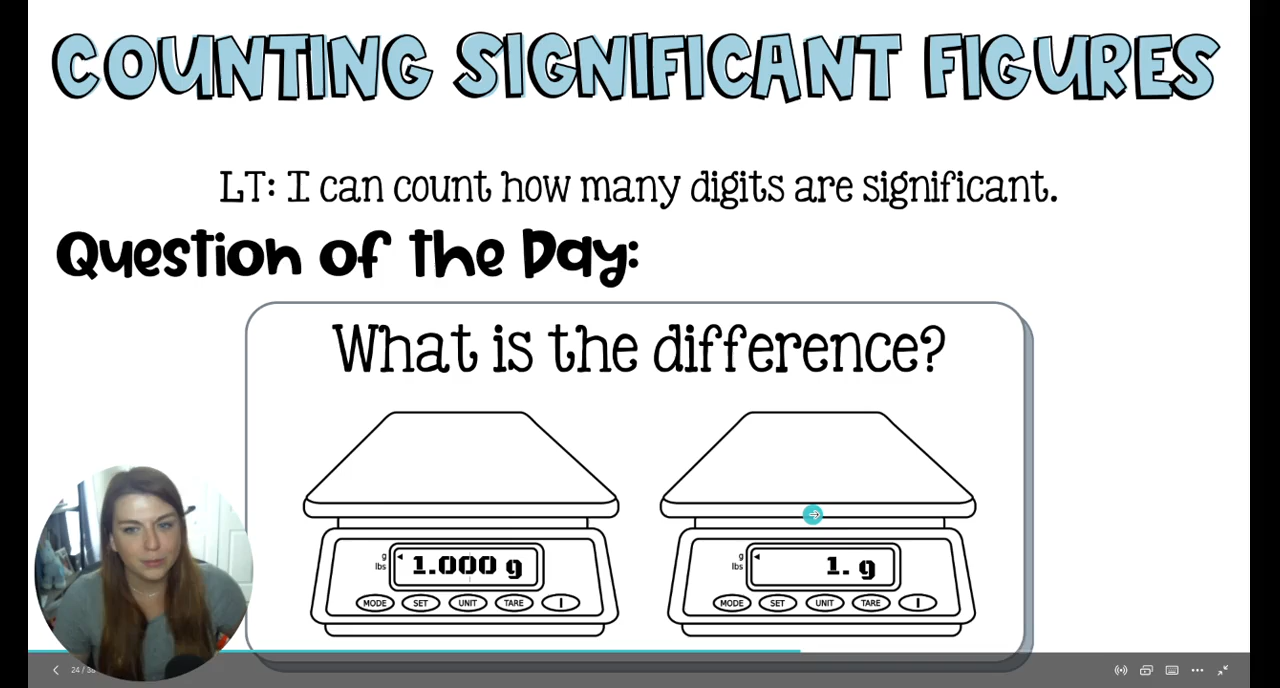 COUNTING SIGNIFICANT FIGURES
LT: I can count how many digits are significant.
Question of the Day:
What is the difference?
g
lbs
1.000 g
MODE SET UNIT TARE I
g
lbs
1. g
MODE SET UNIT TARE I